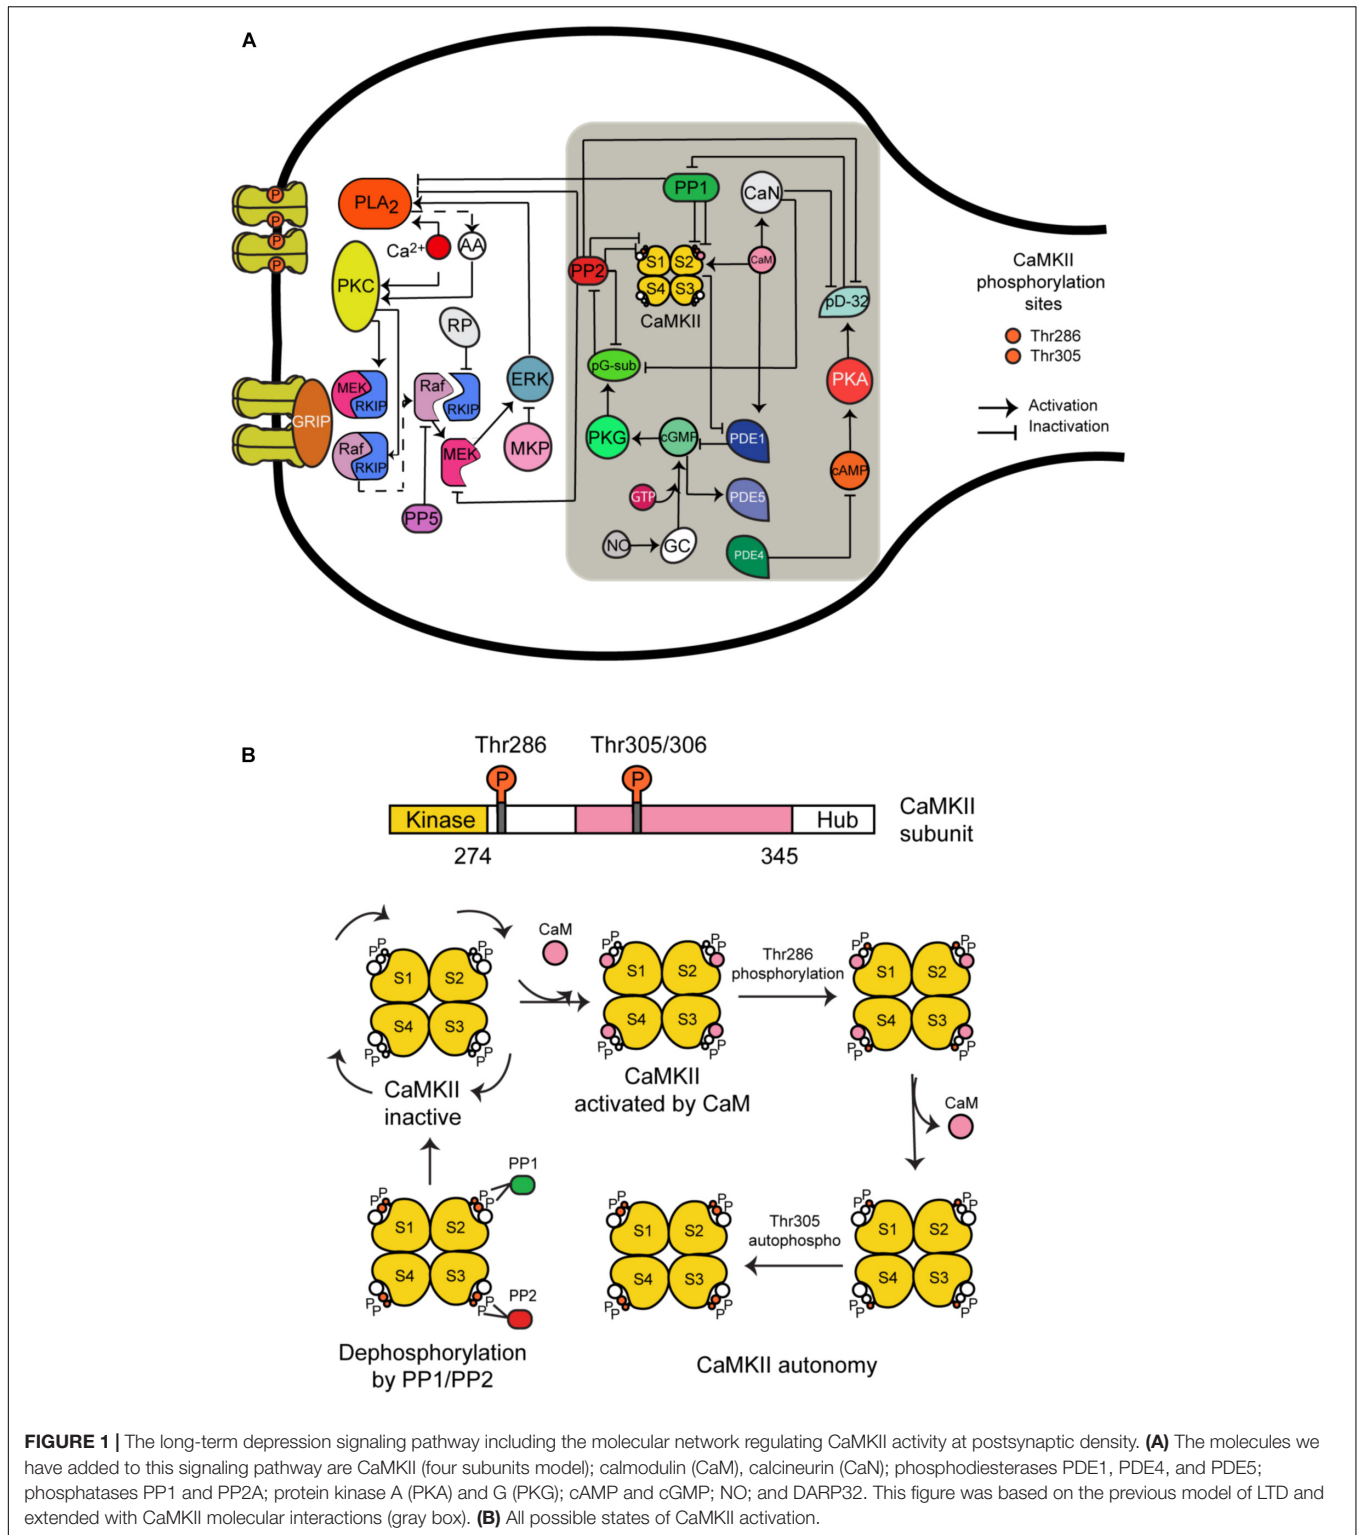 A
P
P
P
P
PLA2
Ca2+
AA
PKC
RP
MEK
RKIP
Raf
RKIP
Raf
RKIP
GRIP
MEK
ERK
MKP
PP5
PP1
CaN
S1 S2
S4 S3
CaMKII
CaM
PP2
pD-32
pG-sub
PKA
PKG
cGMP
PDE1
cAMP
GTP
PDE5
NO
GC
PDE4
CaMKII
phosphorylation
sites
Thr286
Thr305
Activation
Inactivation
B
Thr286
Thr305/306
P
P
Kinase
Hub
274
345
CaMKII
subunit
P P
P P
S1 S2
S4 S3
P P
P P
CaMKII
inactive
CaM
P P
P P
S1 S2
S4 S3
P P
P P
CaMKII
activated by CaM
Thr286
phosphorylation
P P
P P
S1 S2
S4 S3
P P
P P
CaM
P P
P P
S1 S2
S4 S3
P P
P P
Thr305
autophospho
P P
P P
S1 S2
S4 S3
P P
P P
CaMKII autonomy
PP1
P P
P P
S1 S2
S4 S3
P P
P P
PP2
Dephosphorylation
by PP1/PP2
FIGURE 1 | The long-term depression signaling pathway including the molecular network regulating CaMKII activity at postsynaptic density. (A) The molecules we
have added to this signaling pathway are CaMKII (four subunits model); calmodulin (CaM), calcineurin (CaN); phosphodiesterases PDE1, PDE4, and PDE5;
phosphatases PP1 and PP2A; protein kinase A (PKA) and G (PKG); cAMP and cGMP; NO; and DARP32. This figure was based on the previous model of LTD and
extended with CaMKII molecular interactions (gray box). (B) All possible states of CaMKII activation.